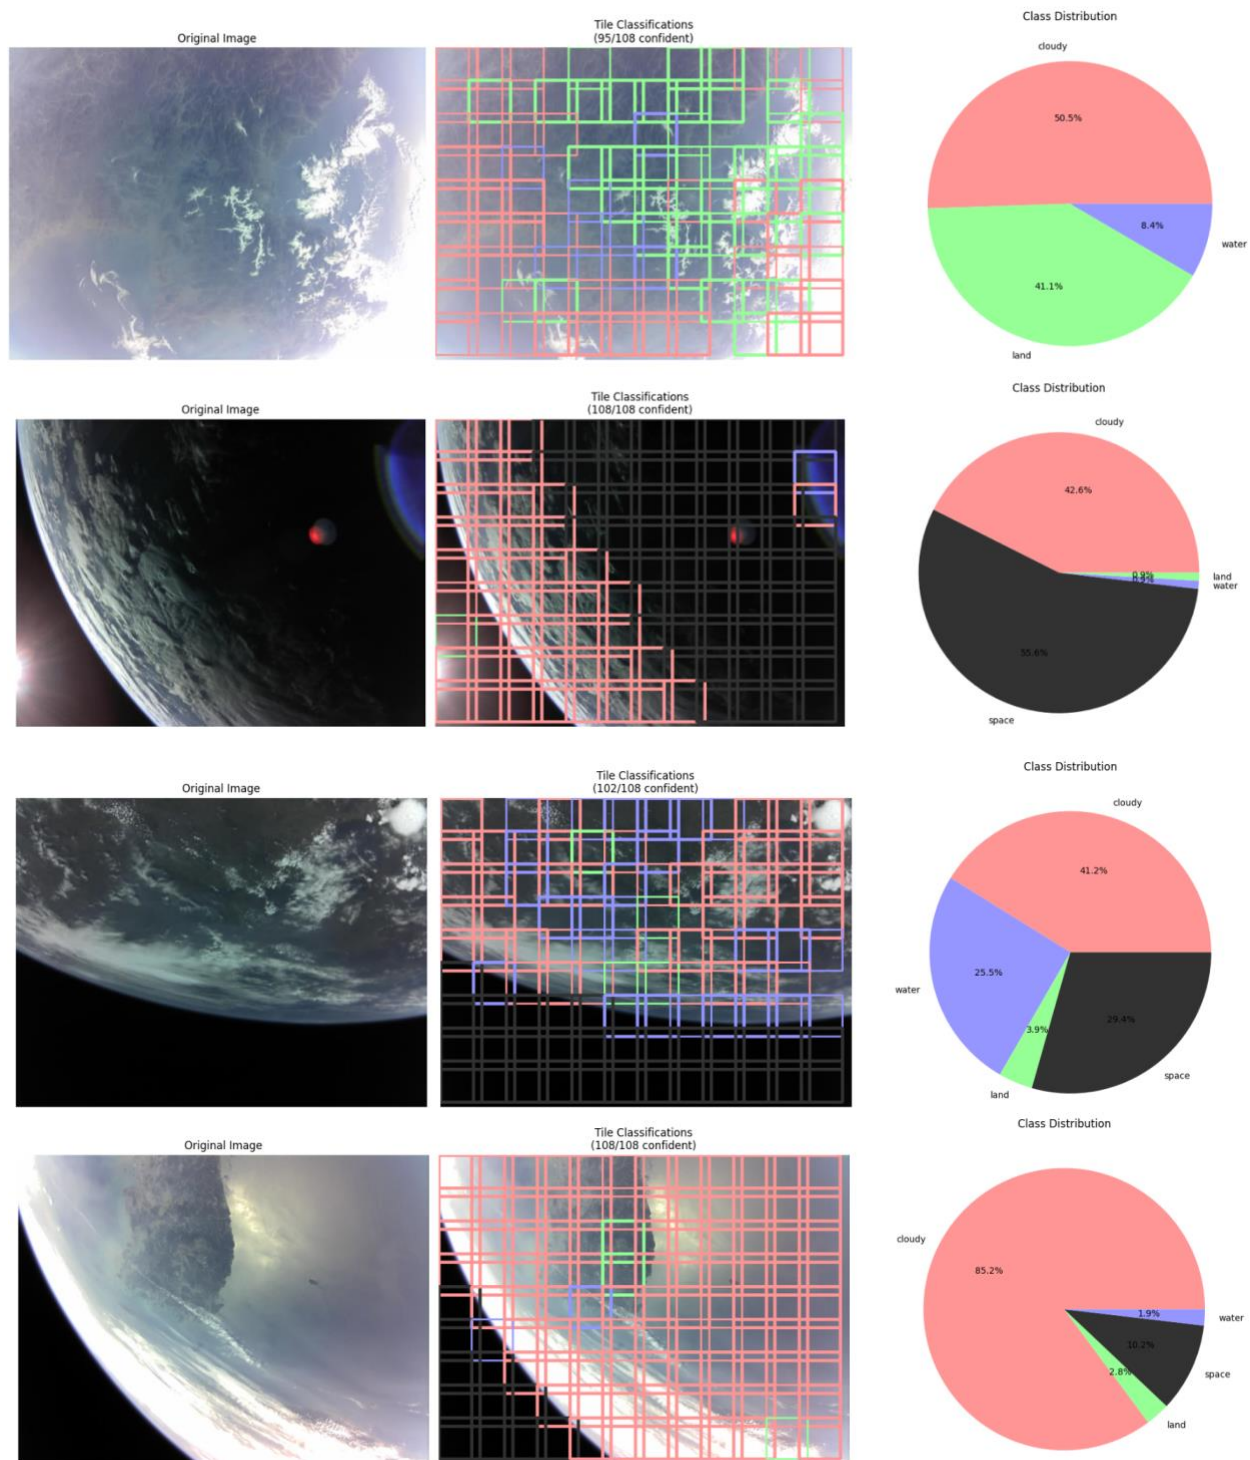 Original Image
Tile Classifications
(95/108 confident)
Class Distribution
cloudy
50.5%
8.4%
water
41.1%
land
Original Image
Tile Classifications
(108/108 confident)
Class Distribution
cloudy
42.6%
land
water
55.6%
space
Original Image
Tile Classifications
(102/108 confident)
Class Distribution
cloudy
41.2%
25.5%
water
29.4%
3.9%
space
land
Original Image
Tile Classifications
(108/108 confident)
Class Distribution
cloudy
85.2%
1.9%
water
10.2%
2.8%
space
land